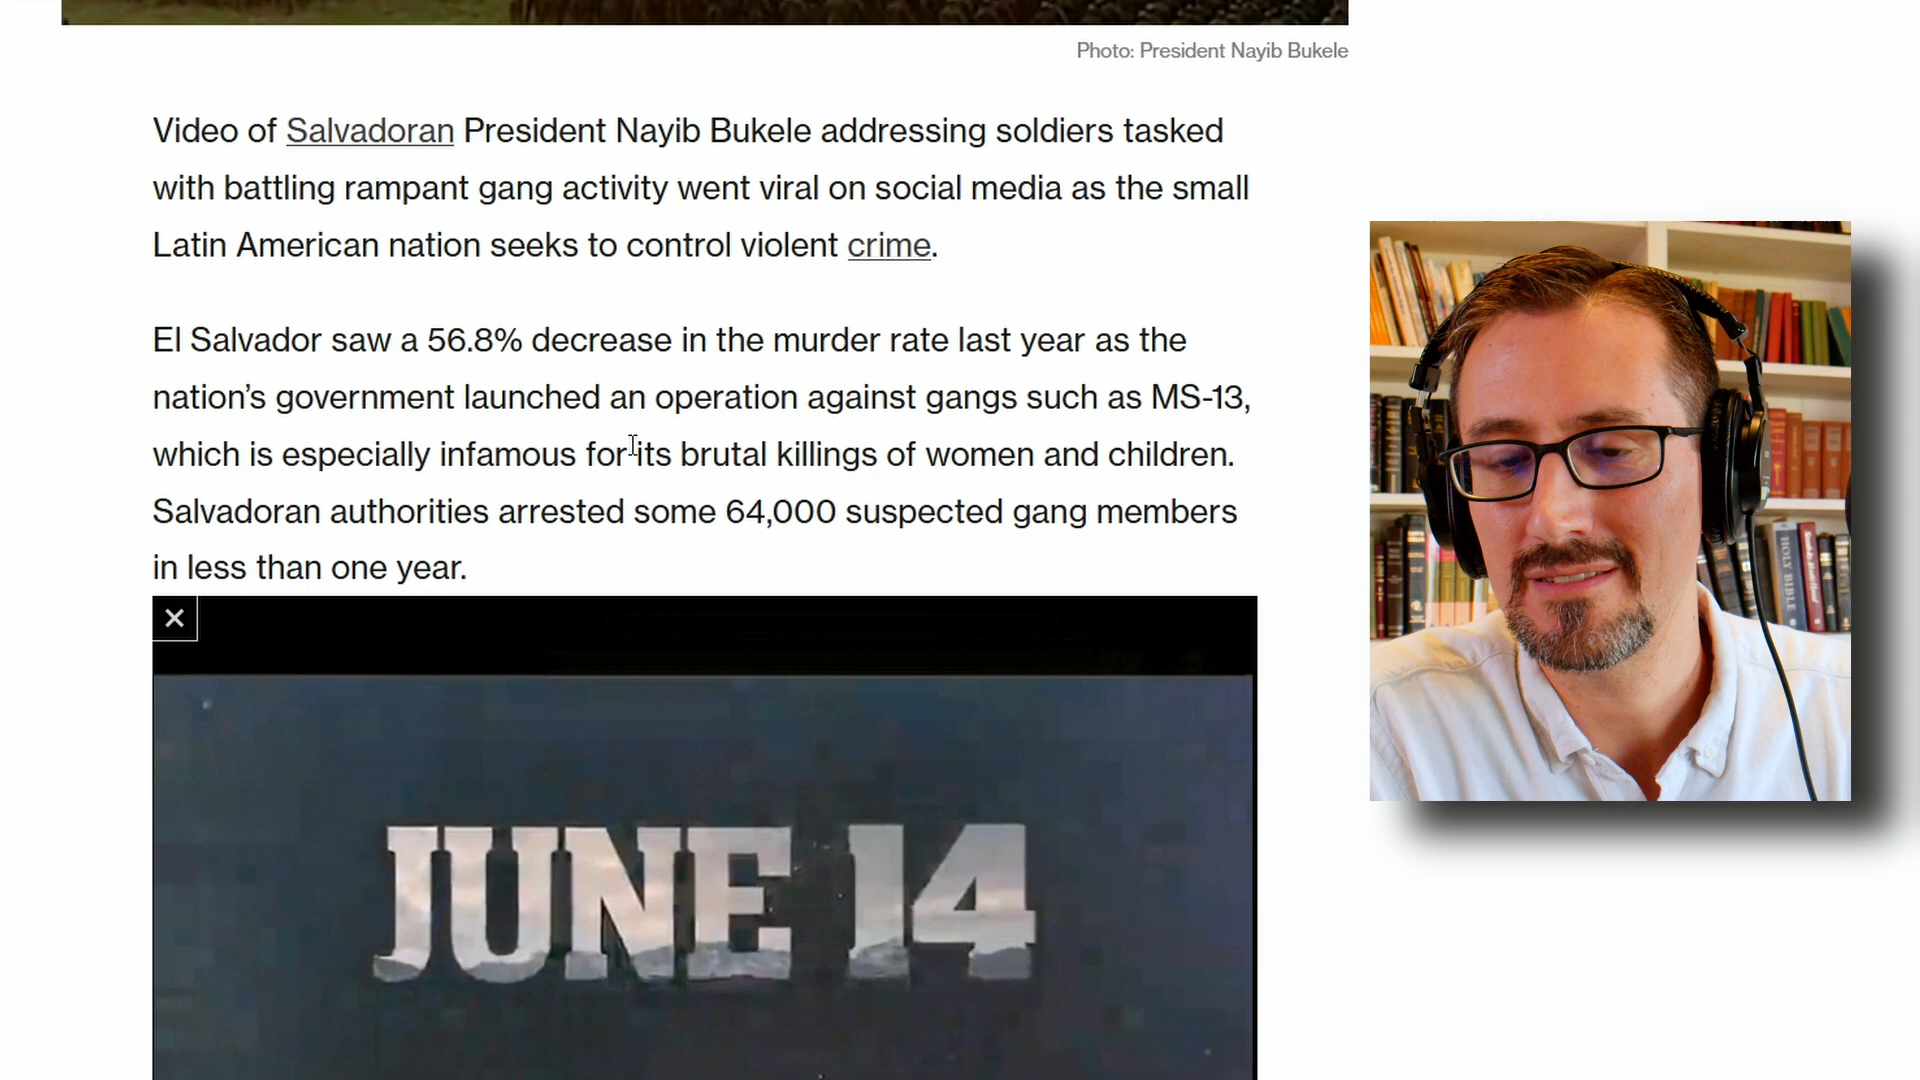 Photo: President Nayib Bukele
Video of Salvadoran President Nayib Bukele addressing soldiers tasked
with battling rampant gang activity went viral on social media as the small
Latin American nation seeks to control violent crime.
El Salvador saw a 56.8% decrease in the murder rate last year as the
nation’s government launched an operation against gangs such as MS-13,
which is especially infamous for its brutal killings of women and children.
Salvadoran authorities arrested some 64,000 suspected gang members
in less than one year.
JUNE 14
HOLY BIBLE